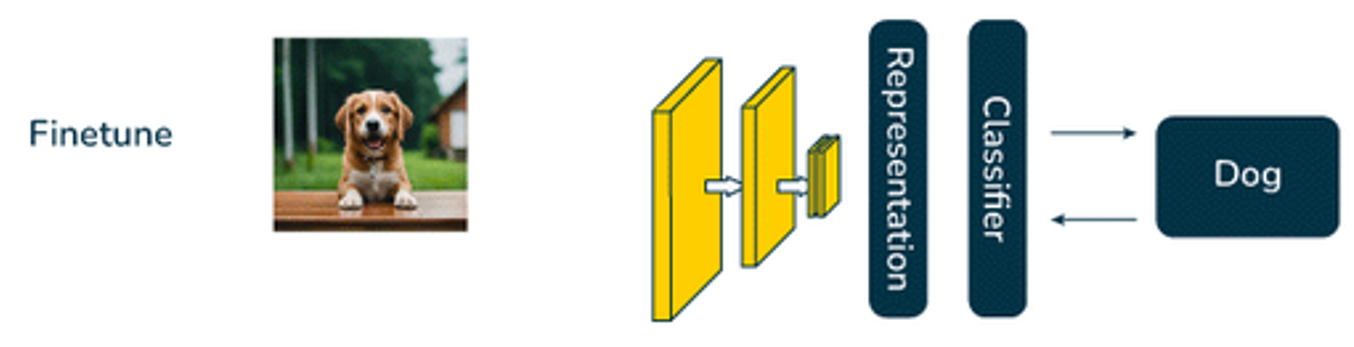 Finetune
Representation
Classifier
Dog